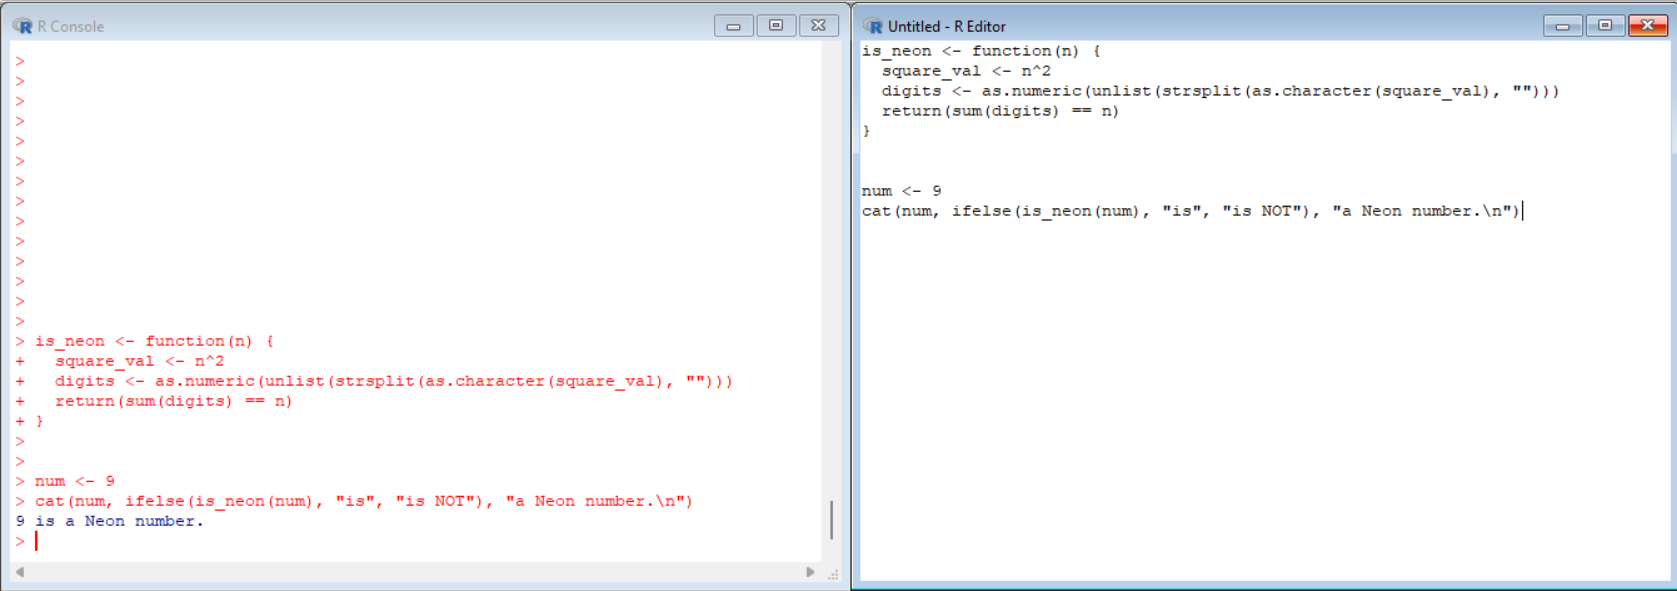 R Console
>
>
>
>
>
>
>
>
>
>
>
>
>
>
> is_neon <- function(n) {
+   square_val <- n^2
+   digits <- as.numeric(unlist(strsplit(as.character(square_val), "")))
+   return(sum(digits) == n)
+ }
>
>
> num <- 9
> cat(num, ifelse(is_neon(num), "is", "is NOT"), "a Neon number.\n")
9 is a Neon number.
>
Untitled - R Editor
is_neon <- function(n) {
  square_val <- n^2
  digits <- as.numeric(unlist(strsplit(as.character(square_val), "")))
  return(sum(digits) == n)
}
num <- 9
cat(num, ifelse(is_neon(num), "is", "is NOT"), "a Neon number.\n")